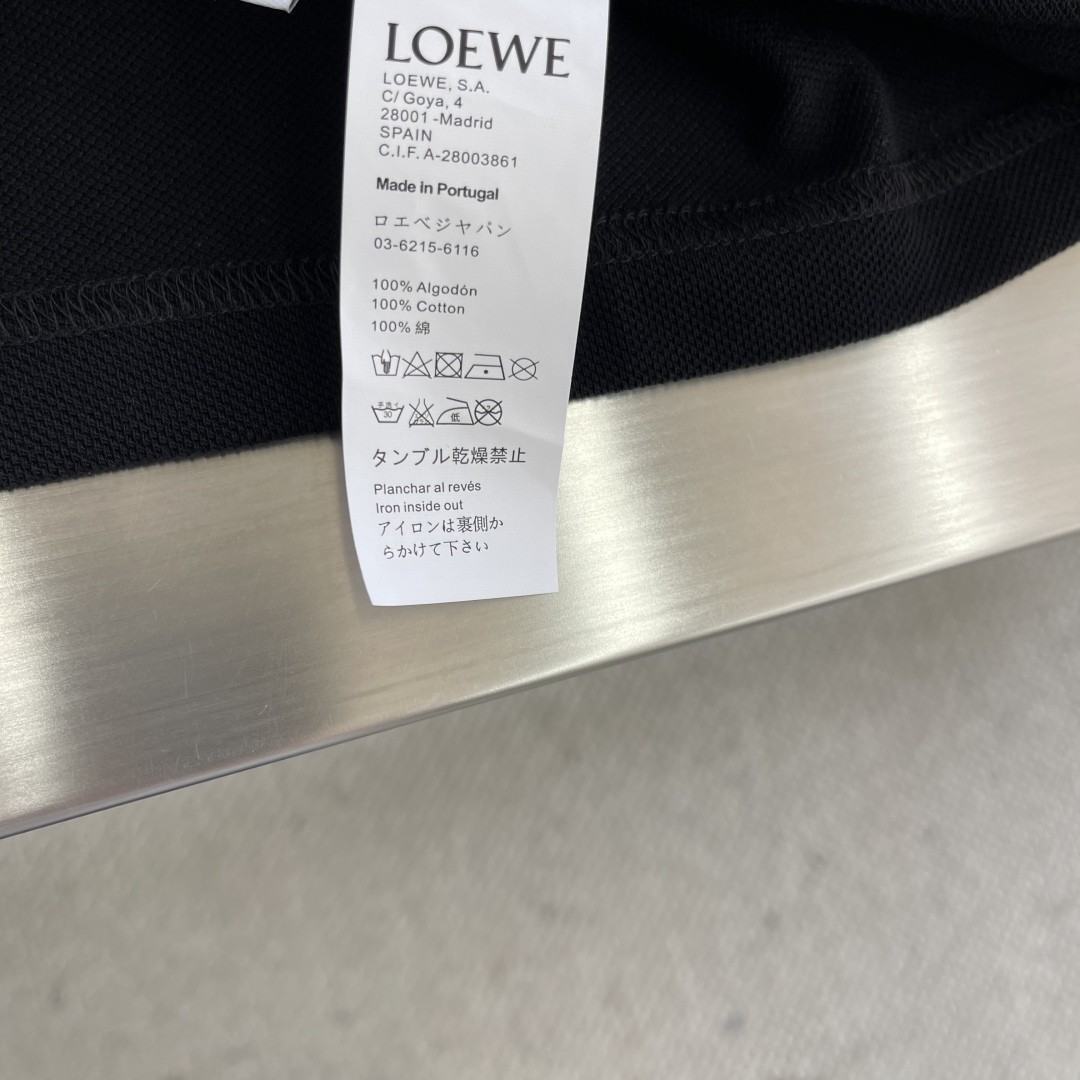 LOEWE
LOEWE, S.A.
C/ Goya, 4
28001 -Madrid
SPAIN
C.I.F. A-28003861
Made in Portugal
ロエベジャパン
03-6215-6116
100% Algodón
100% Cotton
100% 綿
30 低
タンブル乾燥禁止
Planchar al revés
Iron inside out
アイロンは裏側か
らかけて下さい